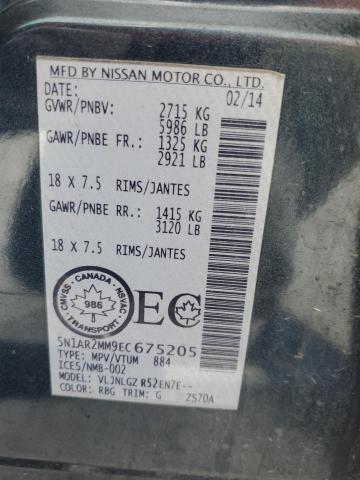 MFD BY NISSAN MOTOR CO., LTD.
DATE: 02/14
GVWR/PNBV: 2715 KG
5986 LB
GAWR/PNBE FR.: 1325 KG
2921 LB
18 X 7.5 RIMS/JANTES
GAWR/PNBE RR.: 1415 KG
3120 LB
18 X 7.5 RIMS/JANTES
CANADA
CMVSS NSVAC
986
TRANSPORT
EC
5N1AR2MM9EC675205
TYPE: MPV/VTUM 884
ICES/NMB-002
MODEL: VLJNLGZ R52EN7E--
COLOR: RBG TRIM: G 2S70A